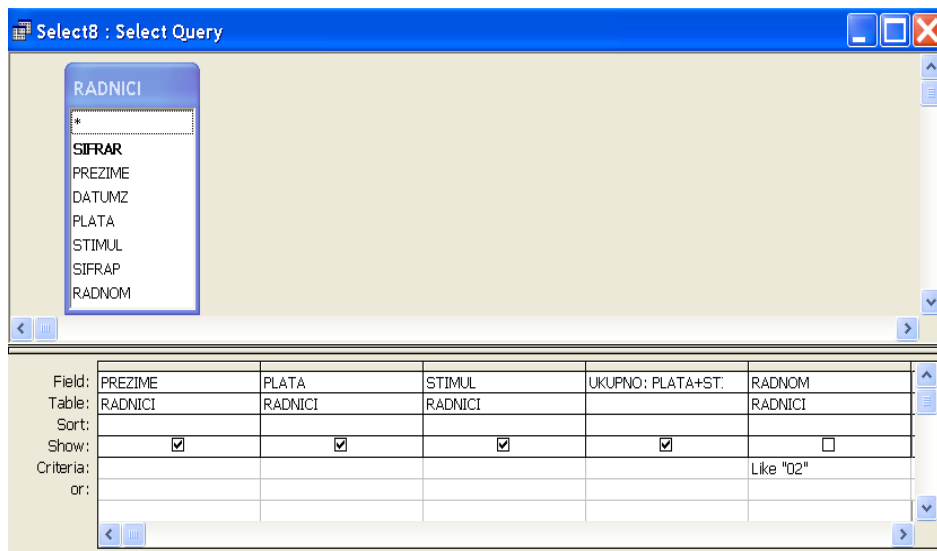 Select8 : Select Query
RADNICI
*
SIFRAR
PREZIME
DATUMZ
PLATA
STIMUL
SIFRAP
RADNOM
Field: PREZIME PLATA STIMUL UKUPNO: PLATA+ST: RADNOM
Table: RADNICI RADNICI RADNICI RADNICI
Sort:
Show:
Criteria: Like "02"
or: